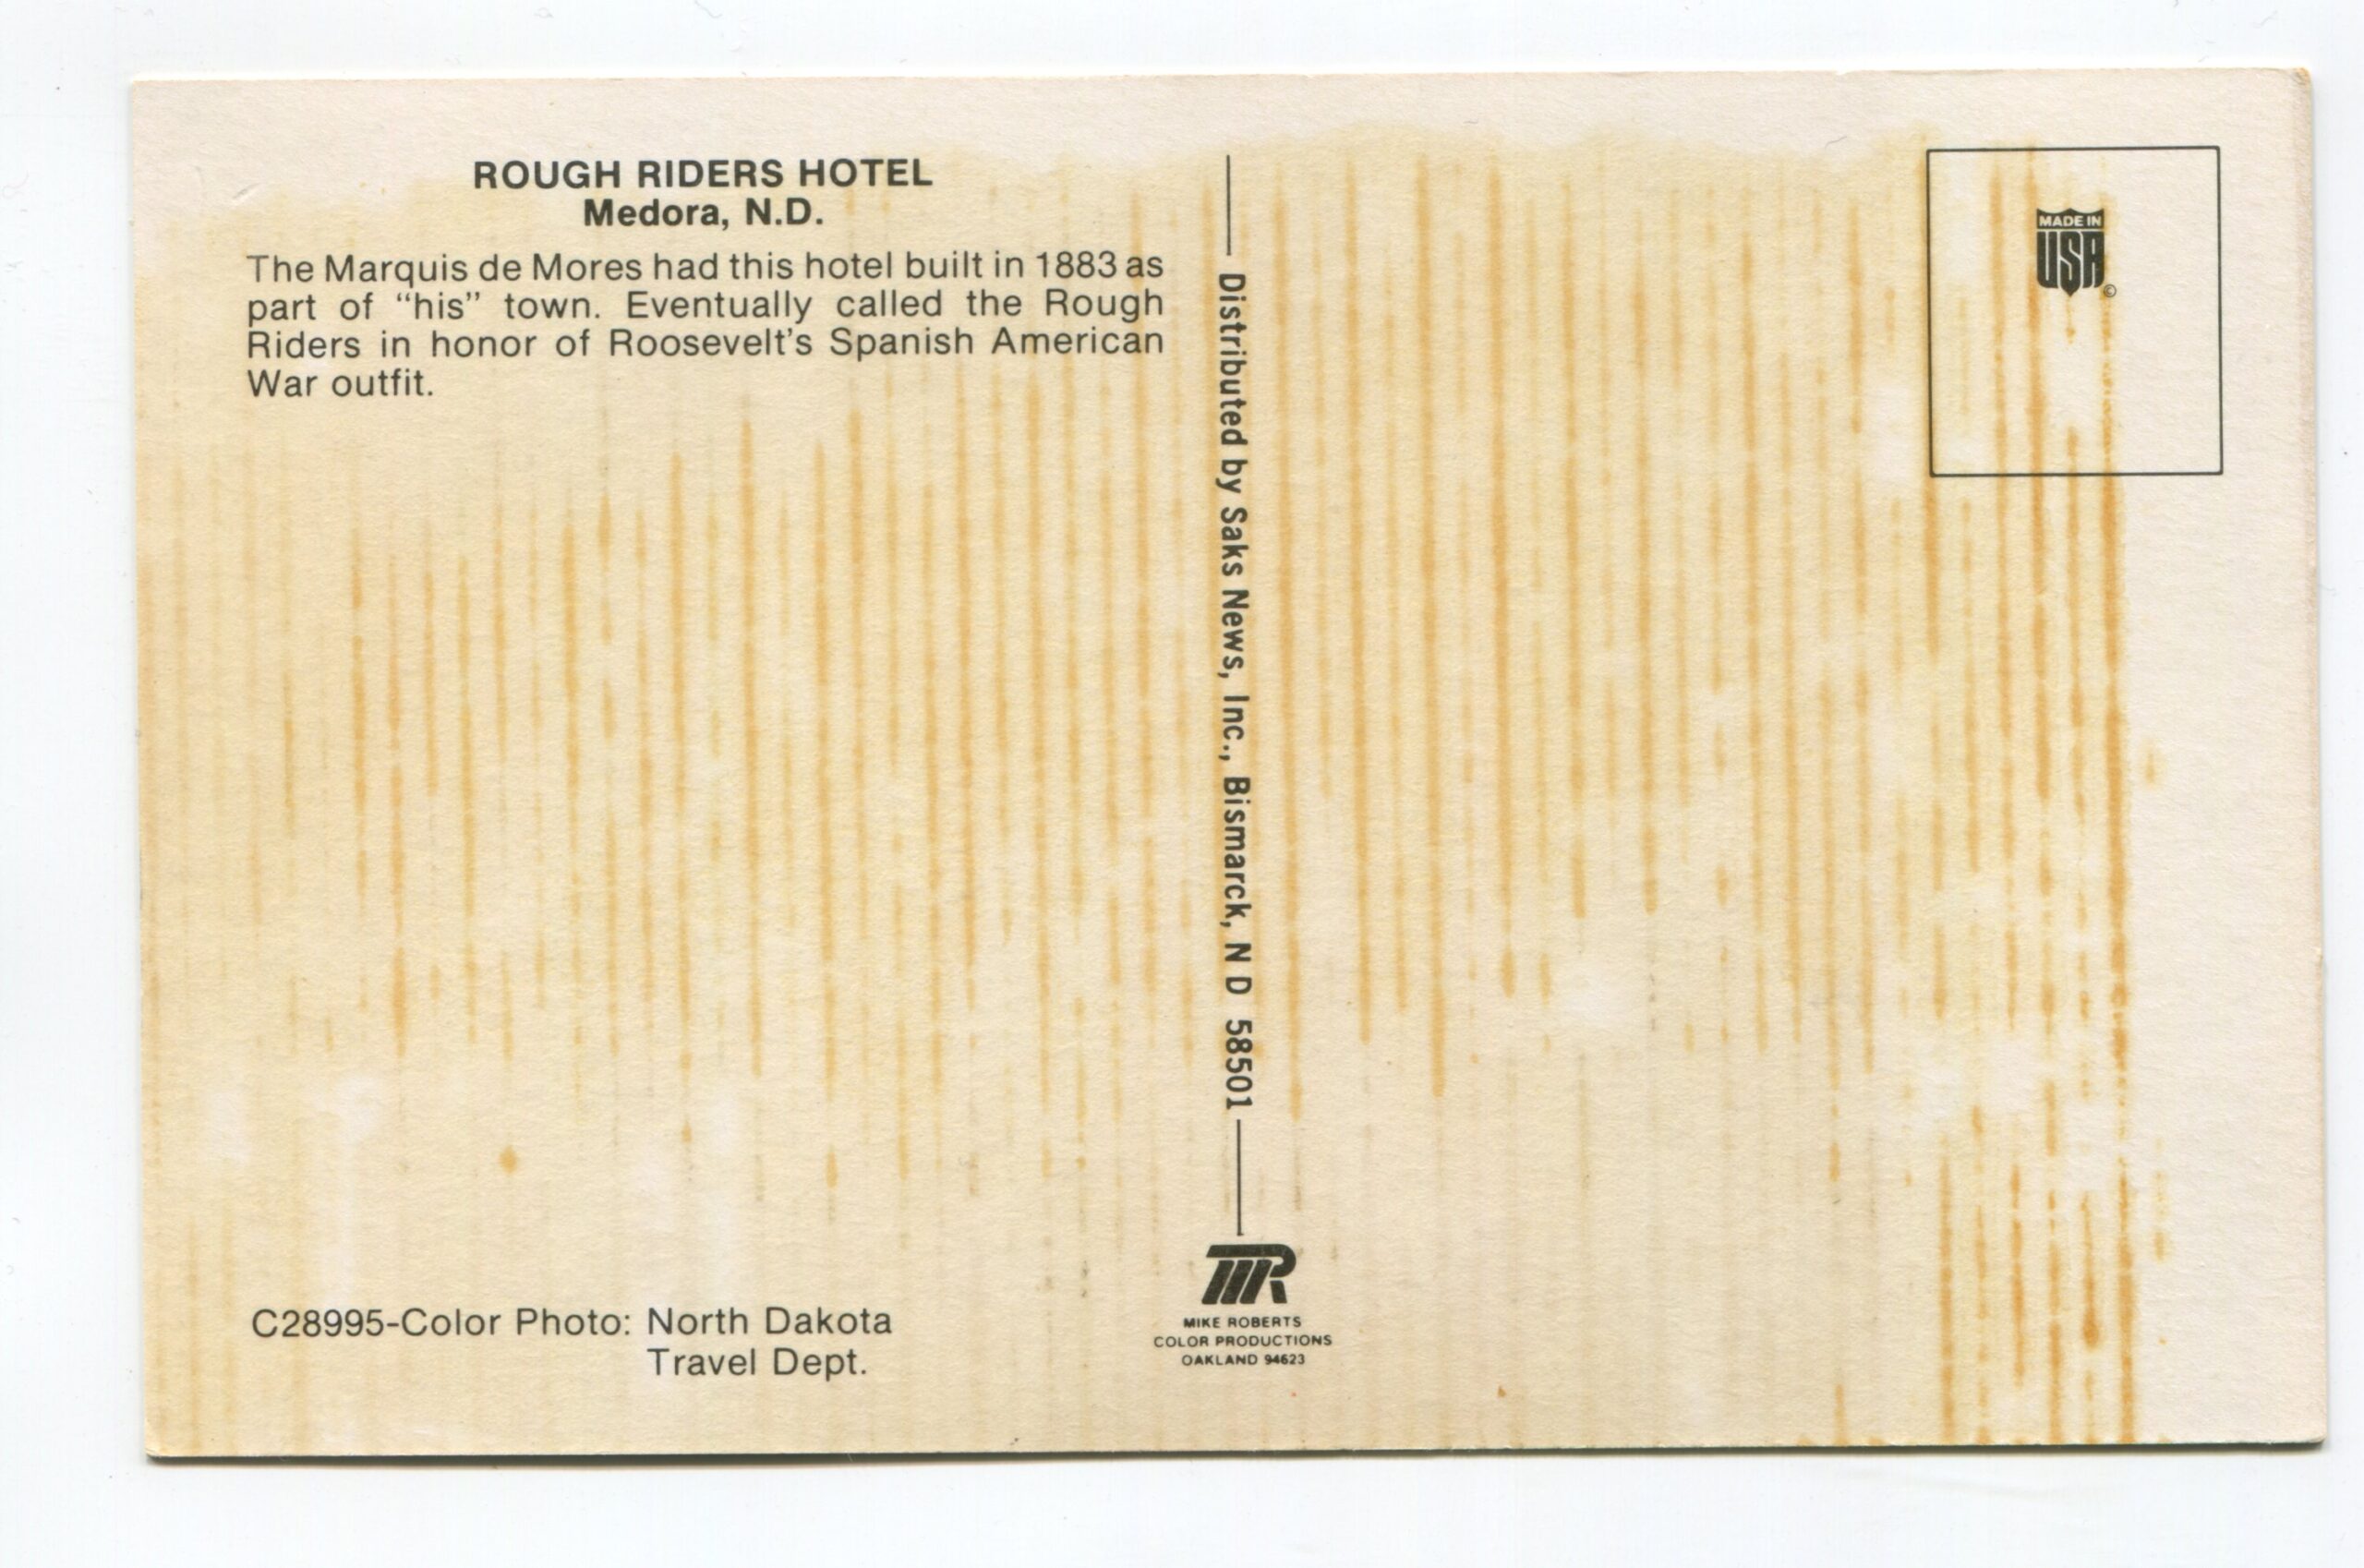 ROUGH RIDERS HOTEL
Medora, N.D.
The Marquis de Mores had this hotel built in 1883 as
part of “his” town. Eventually called the Rough
Riders in honor of Roosevelt’s Spanish American
War outfit.
C28995-Color Photo: North Dakota
Travel Dept.
Distributed by Saks News, Inc., Bismarck, N D 58501
MR
MIKE ROBERTS
COLOR PRODUCTIONS
OAKLAND 94623
MADE IN
USA
©